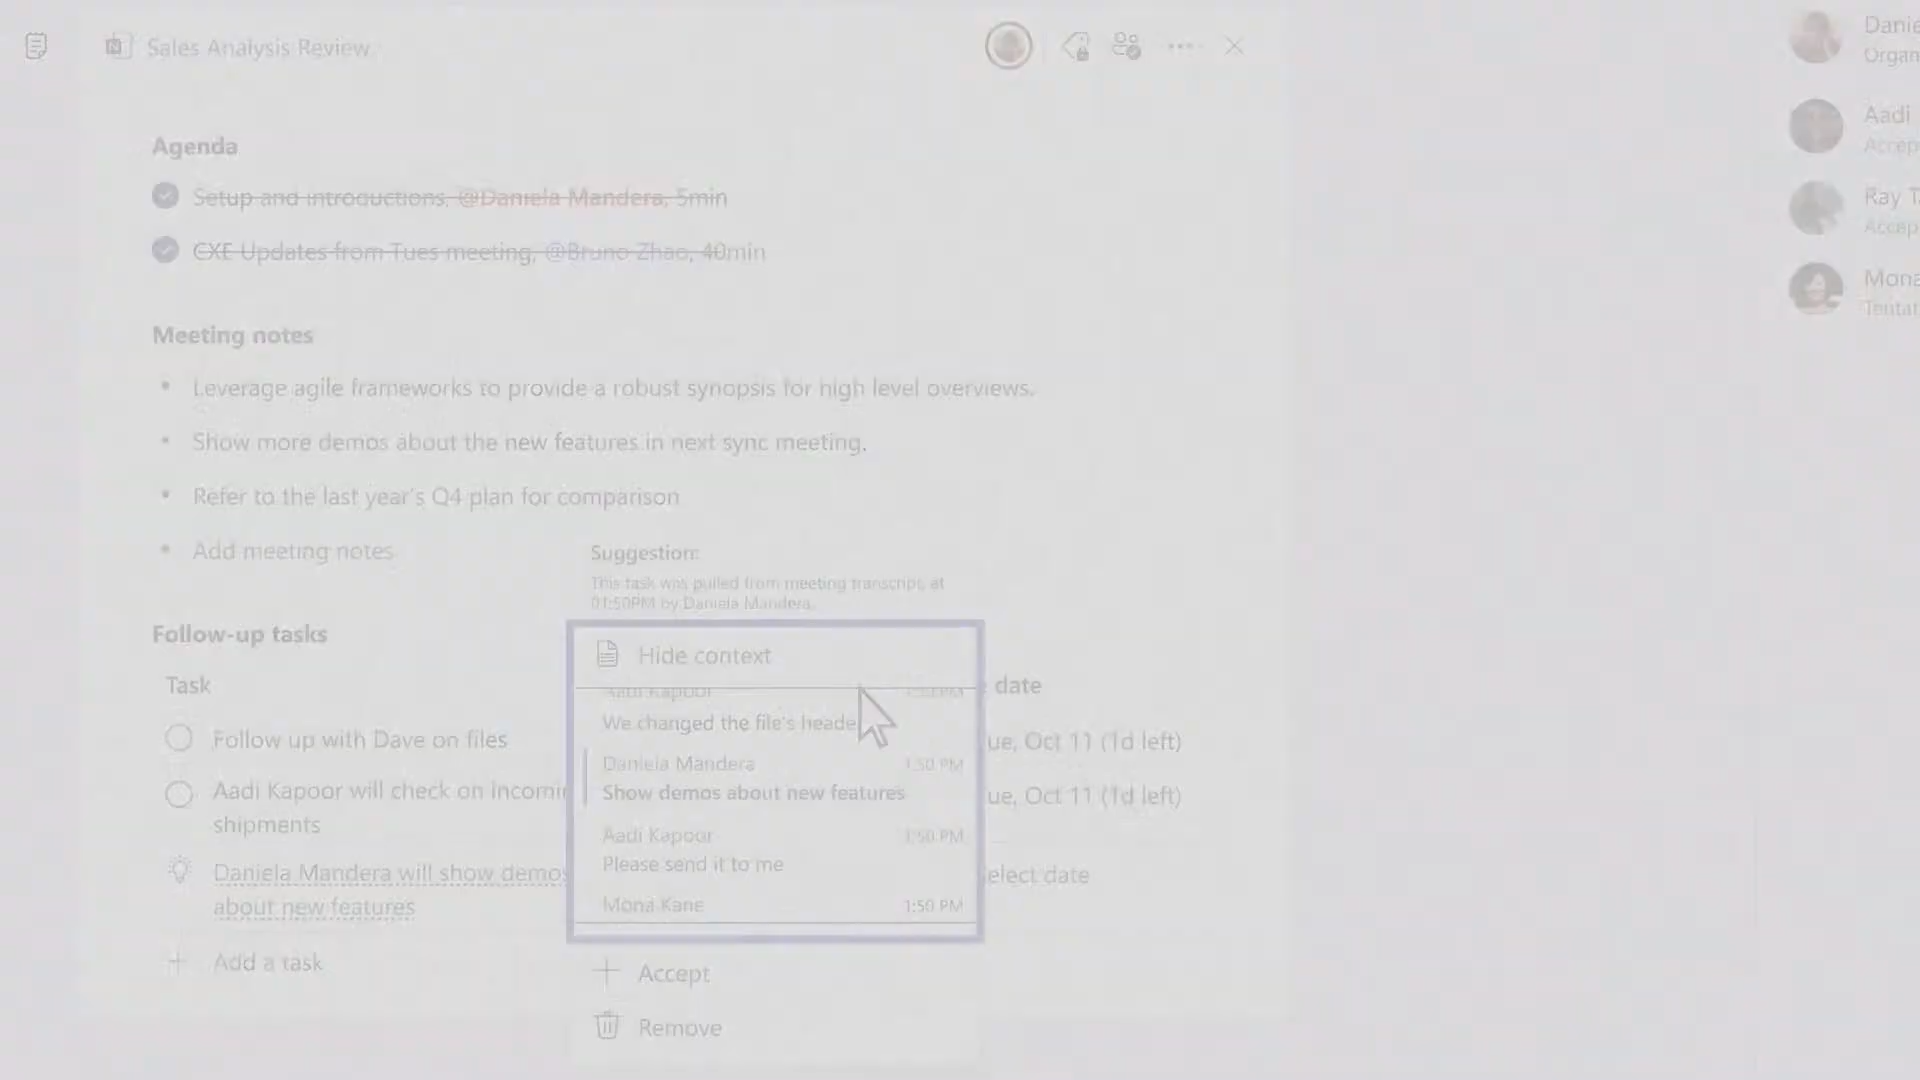 Sales Analysis Review
Agenda
Setup and introductions, @Daniela Mandera, 5min
CXE Updates from Tues meeting, @Bruno Zhao, 40min
Meeting notes
Leverage agile frameworks to provide a robust synopsis for high level overviews.
Show more demos about the new features in next sync meeting.
Refer to the last year's Q4 plan for comparison
Add meeting notes
Suggestion:
This task was pulled from meeting transcript, at
01:50PM by Daniela Mandera.
Follow-up tasks
Task
date
Follow up with Dave on files
ue, Oct 11 (1d left)
Aadi Kapoor will check on incomin
shipments
ue, Oct 11 (1d left)
Daniela Mandera will show demos
about new features
elect date
Add a task
Hide context
Aadi Kapoor
We changed the file's heade
Daniela Mandera 1:50 PM
Show demos about new features
Aadi Kapoor 1:50 PM
Please send it to me
Mona Kane 1:50 PM
Accept
Remove
Danie
Organ
Aadi
Accep
Ray T
Accep
Mona
Tentat